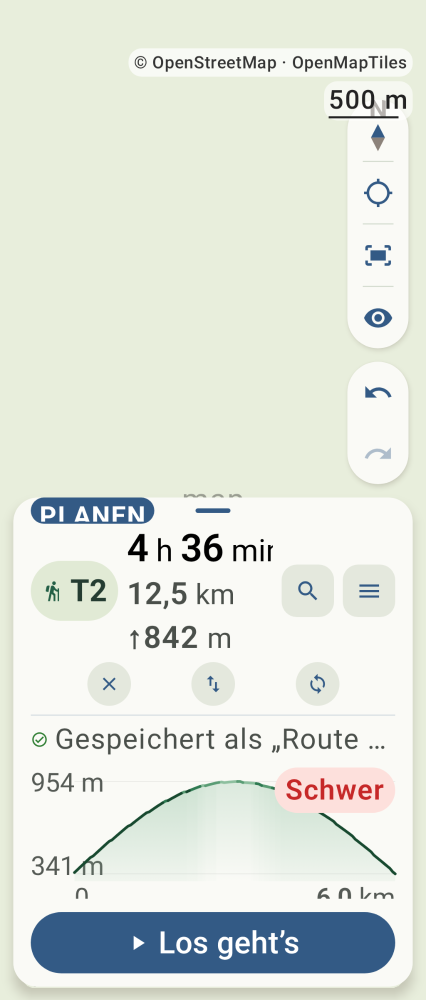 © OpenStreetMap · OpenMapTiles
500 m
N
PLANEN
4 h 36 min
T2
12,5 km
↑842 m
Gespeichert als „Route ...
954 m
Schwer
341 m
0
6,0 km
Los geht’s